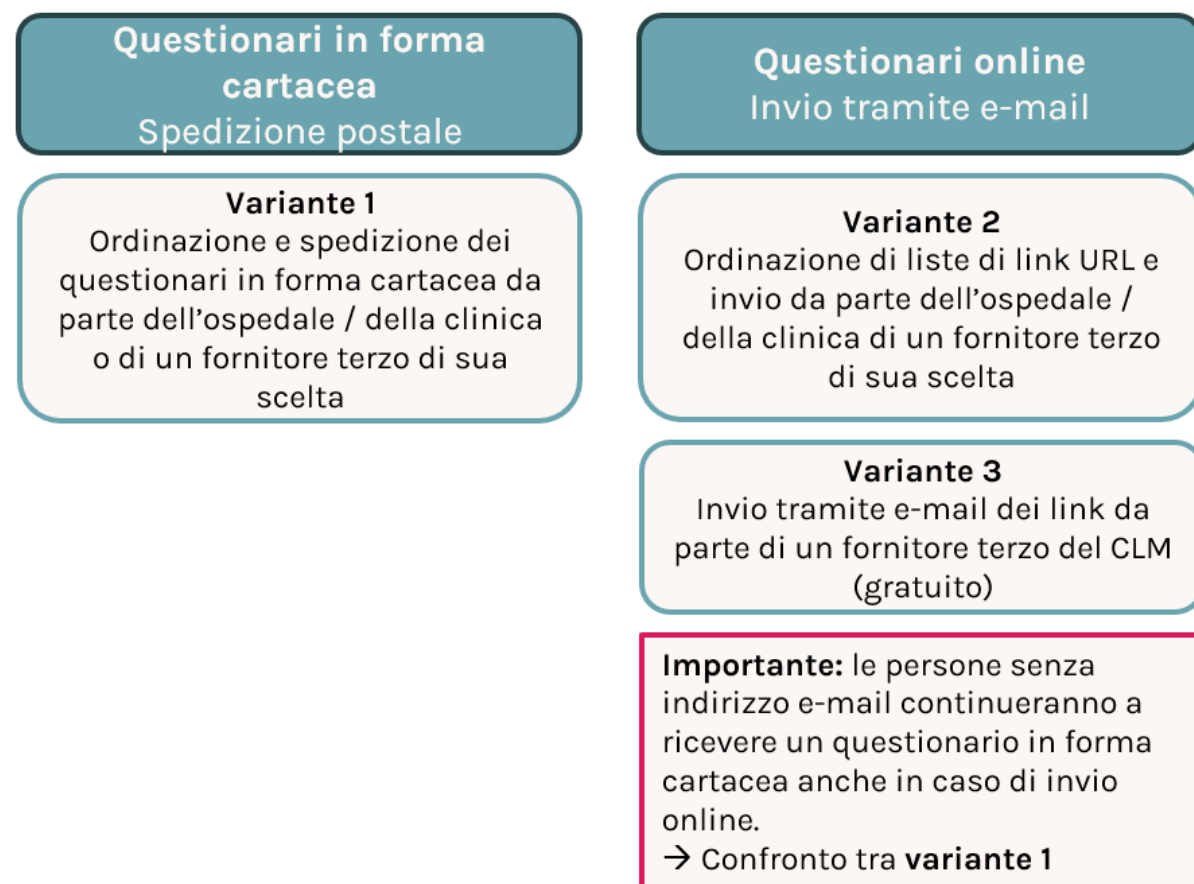 Questionari in forma
cartacea
Spedizione postale
Variante 1
Ordinazione e spedizione dei
questionari in forma cartacea da
parte dell’ospedale / della clinica
o di un fornitore terzo di sua
scelta
Questionari online
Invio tramite e-mail
Variante 2
Ordinazione di liste di link URL e
invio da parte dell’ospedale /
della clinica di un fornitore terzo
di sua scelta
Variante 3
Invio tramite e-mail dei link da
parte di un fornitore terzo del CLM
(gratuito)
Importante: le persone senza
indirizzo e-mail continueranno a
ricevere un questionario in forma
cartacea anche in caso di invio
online.
→ Confronto tra variante 1